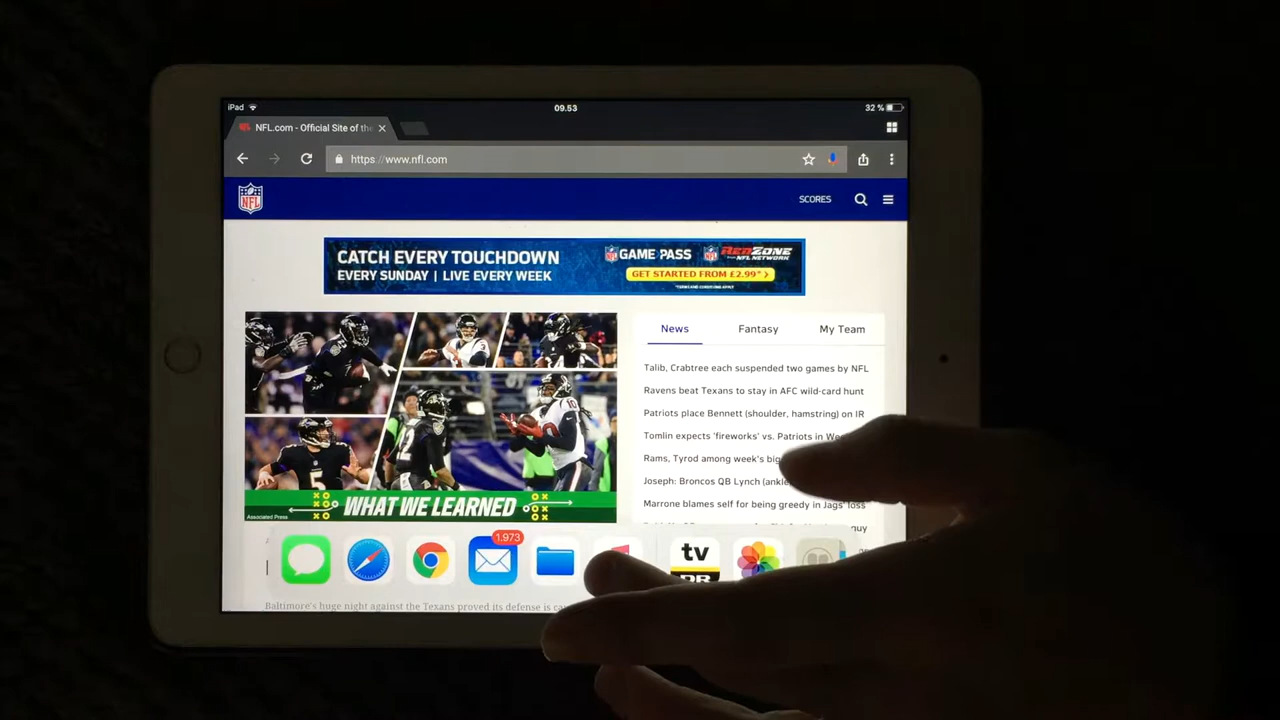 iPad
09.53
32 %
NFL.com - Official Site of the
https://www.nfl.com
NFL
SCORES
CATCH EVERY TOUCHDOWN
EVERY SUNDAY | LIVE EVERY WEEK
GAME PASS
REDZONE
GET STARTED FROM £2.99* >
News
Fantasy
My Team
Talib, Crabtree each suspended two games by NFL
Ravens beat Texans to stay in AFC wild-card hunt
Patriots place Bennett (shoulder, hamstring) on IR
Tomlin expects 'fireworks' vs. Patriots in
Rams, Tyrod among week's
Joseph: Broncos QB Lynch
Marrone blames self for being greedy in Jags' loss
guy
WHAT WE LEARNED
Associated Press
1.973
tv
DR
Baltimore's huge night against the Texans proved its defense is